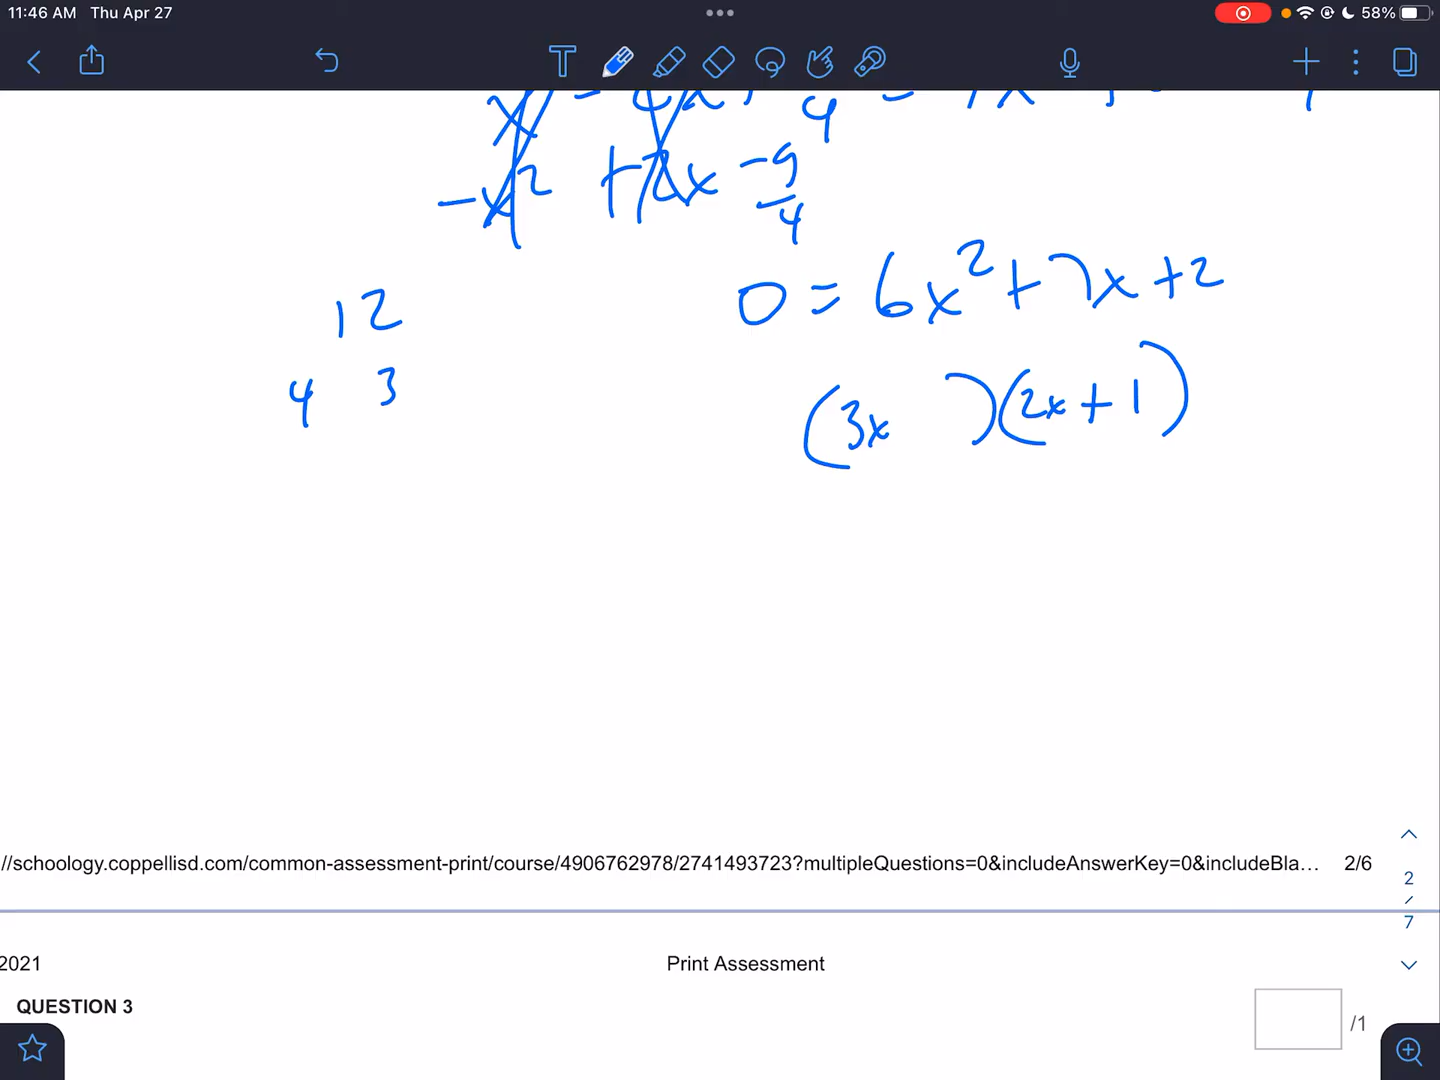 11:46 AM Thu Apr 27
58%
-x² +2x -9/4
0 = 6x² + 7x + 2
12
4 3
(3x )(2x + 1)
//schoology.coppellisd.com/common-assessment-print/course/4906762978/2741493723?multipleQuestions=0&includeAnswerKey=0&includeBla… 2/6
2
/
7
2021 Print Assessment
QUESTION 3
/1